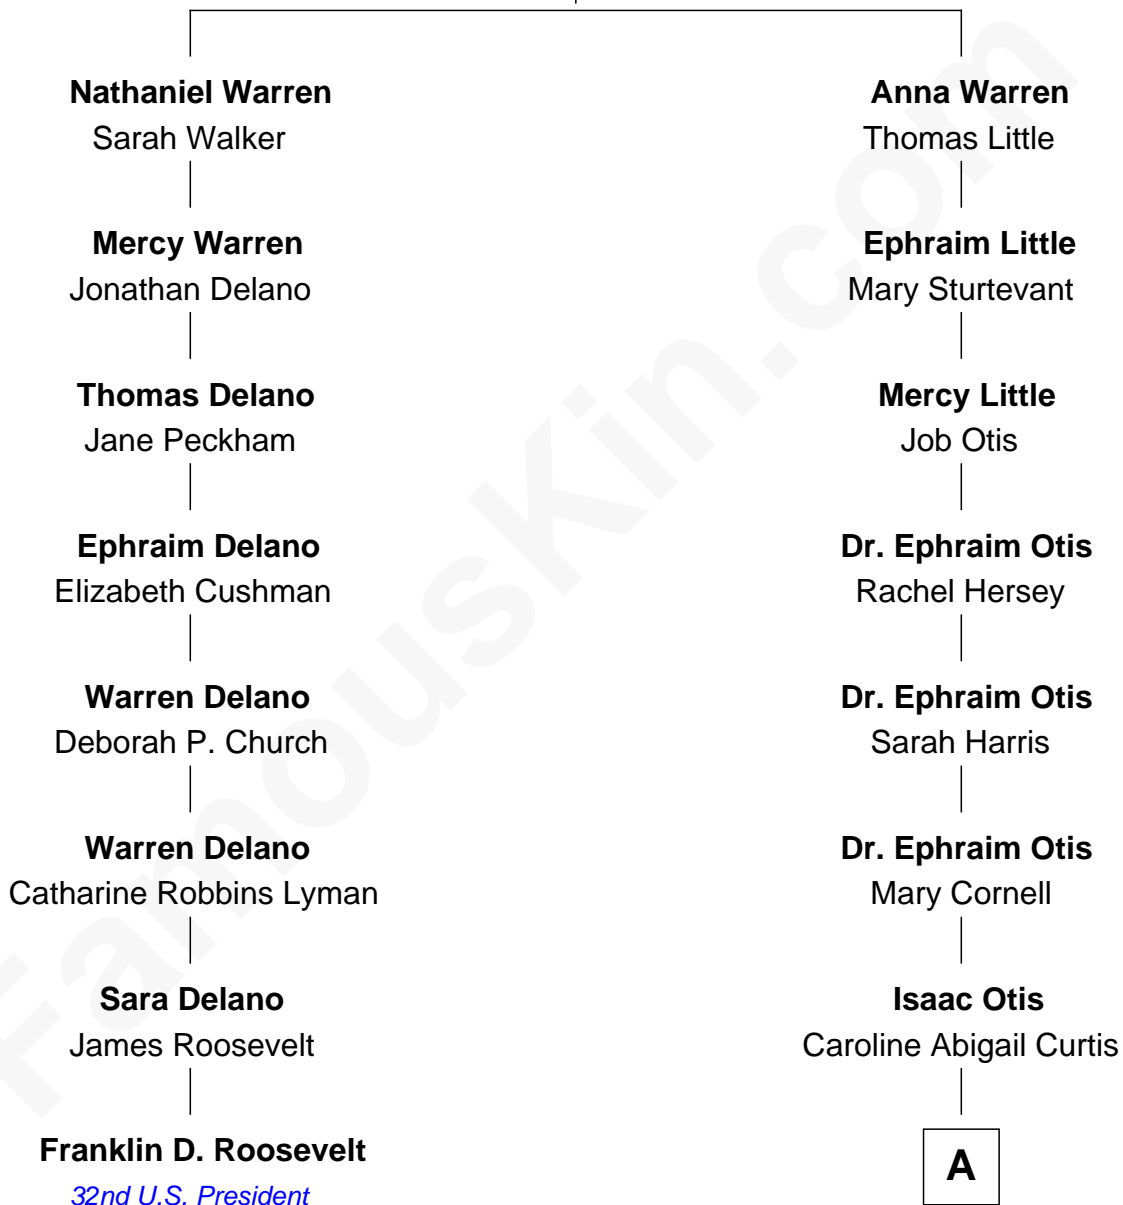 Nathaniel Warren
Sarah Walker
Mercy Warren
Jonathan Delano
Thomas Delano
Jane Peckham
Ephraim Delano
Elizabeth Cushman
Warren Delano
Deborah P. Church
Warren Delano
Catharine Robbins Lyman
Sara Delano
James Roosevelt
Franklin D. Roosevelt
32nd U.S. President
Anna Warren
Thomas Little
Ephraim Little
Mary Sturtevant
Mercy Little
Job Otis
Dr. Ephraim Otis
Rachel Hersey
Dr. Ephraim Otis
Sarah Harris
Dr. Ephraim Otis
Mary Cornell
Isaac Otis
Caroline Abigail Curtis
A
FamousKin.com